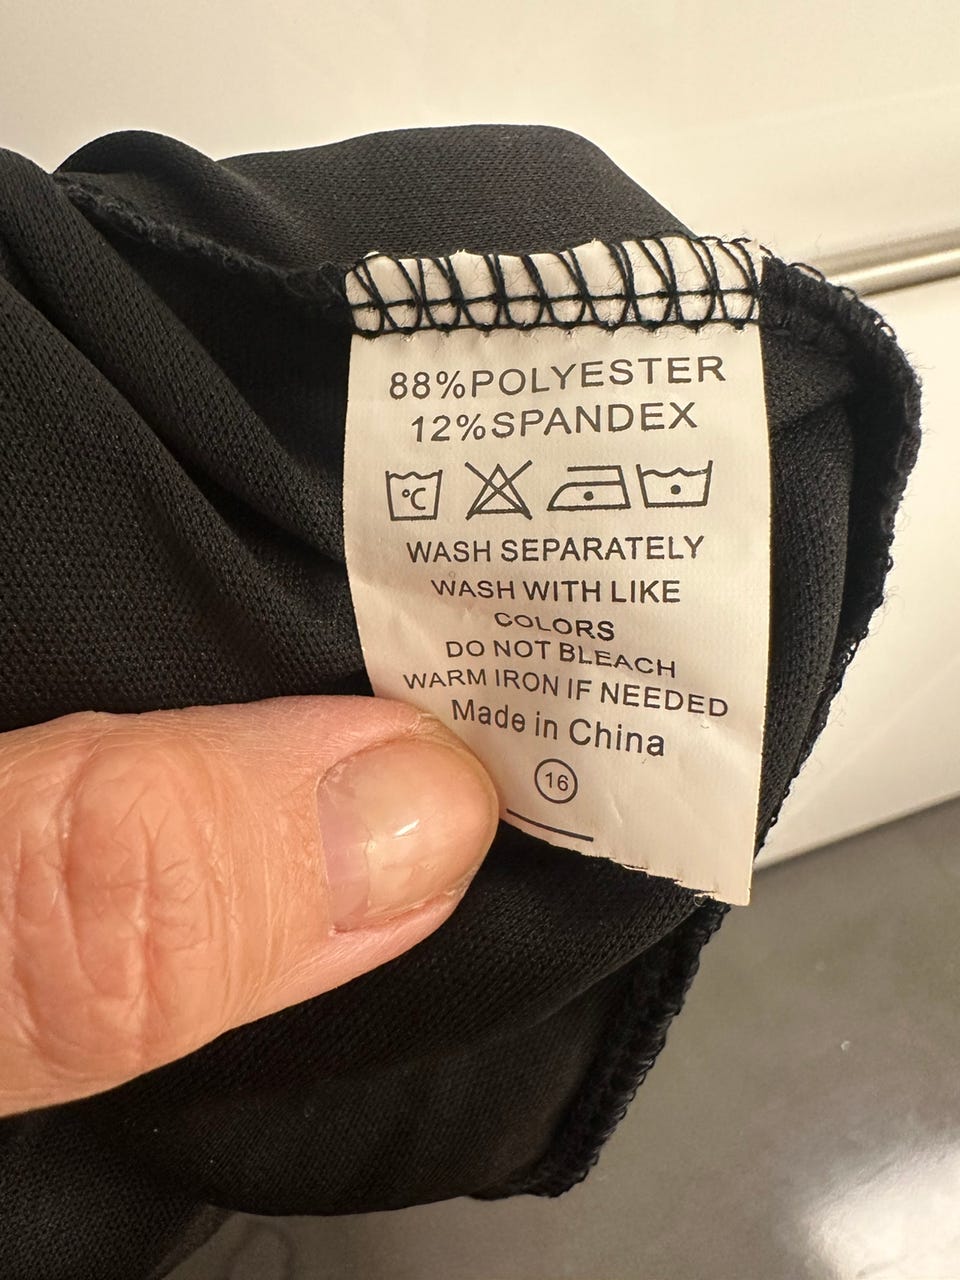 88%POLYESTER
12%SPANDEX
°C
WASH SEPARATELY
WASH WITH LIKE
COLORS
DO NOT BLEACH
WARM IRON IF NEEDED
Made in China
16